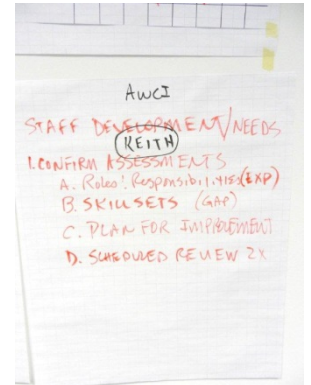 AWCI
STAFF DEVELOPMENT/NEEDS
KEITH
1. CONFIRM ASSESSMENTS
A. Roles & Responsibilities (EXP)
B. SKILLSETS (GAP)
C. PLAN FOR IMPROVEMENT
D. SCHEDULED REVIEW 2X